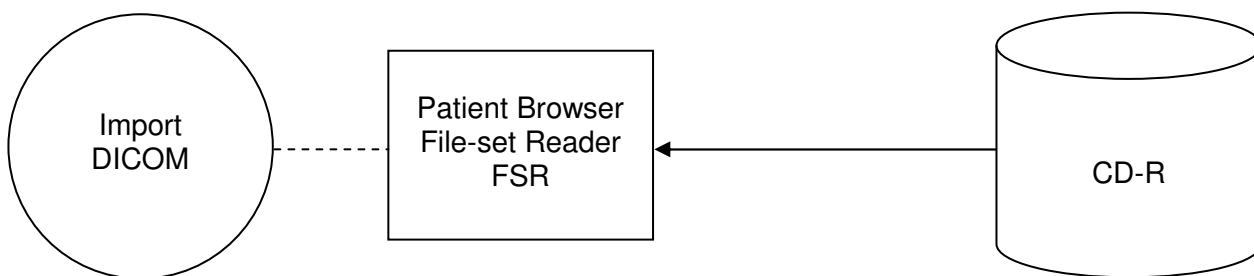 Import
DICOM
Patient Browser
File-set Reader
FSR
CD-R